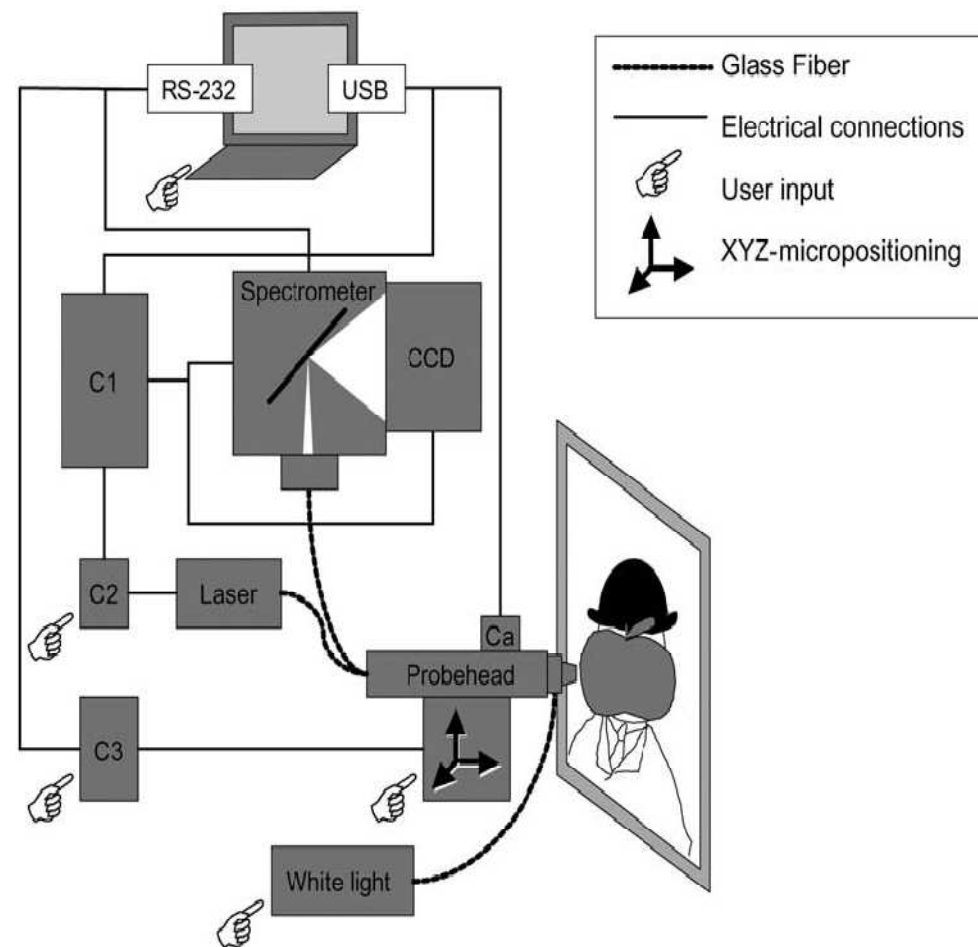 RS-232
USB
Glass Fiber
Electrical connections
User input
XYZ-micropositioning
Spectrometer
CCD
C1
C2
Laser
Ca
Probehead
C3
White light